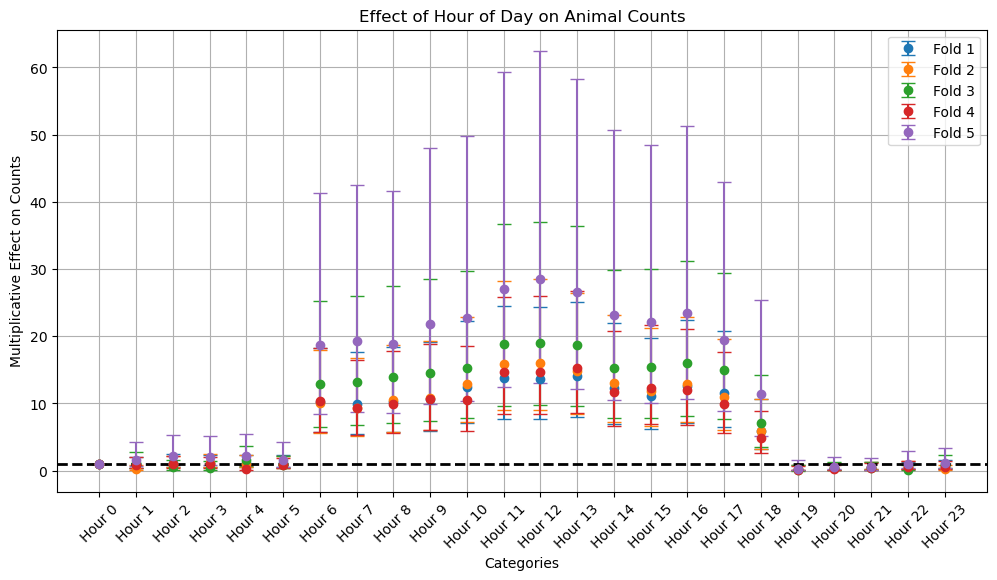 Effect of Hour of Day on Animal Counts
Multiplicative Effect on Counts
60
50
40
30
20
10
0
Fold 1
Fold 2
Fold 3
Fold 4
Fold 5
Hour 0
Hour 1
Hour 2
Hour 3
Hour 4
Hour 5
Hour 6
Hour 7
Hour 8
Hour 9
Hour 10
Hour 11
Hour 12
Hour 13
Hour 14
Hour 15
Hour 16
Hour 17
Hour 18
Hour 19
Hour 20
Hour 21
Hour 22
Hour 23
Categories